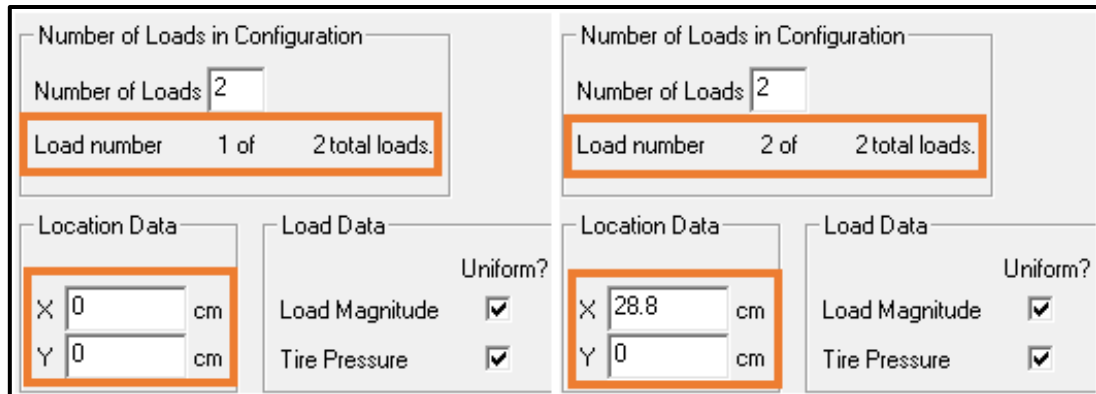 Number of Loads in Configuration
Number of Loads 2
Load number 1 of 2 total loads.
Location Data
X 0 cm
Y 0 cm
Load Data
Uniform?
Load Magnitude
Tire Pressure
Number of Loads in Configuration
Number of Loads 2
Load number 2 of 2 total loads.
Location Data
X 28.8 cm
Y 0 cm
Load Data
Uniform?
Load Magnitude
Tire Pressure